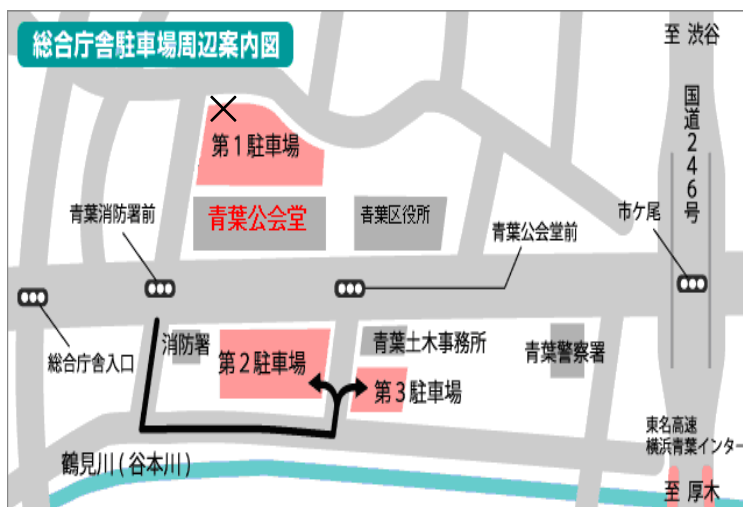 総合庁舎駐車場周辺案内図
至 渋谷
国道246号
第1駐車場
青葉消防署前
青葉公会堂
青葉区役所
青葉公会堂前
市ケ尾
総合庁舎入口
消防署
第2駐車場
青葉土木事務所
第3駐車場
青葉警察署
東名高速
横浜青葉インター
鶴見川(谷本川)
至 厚木